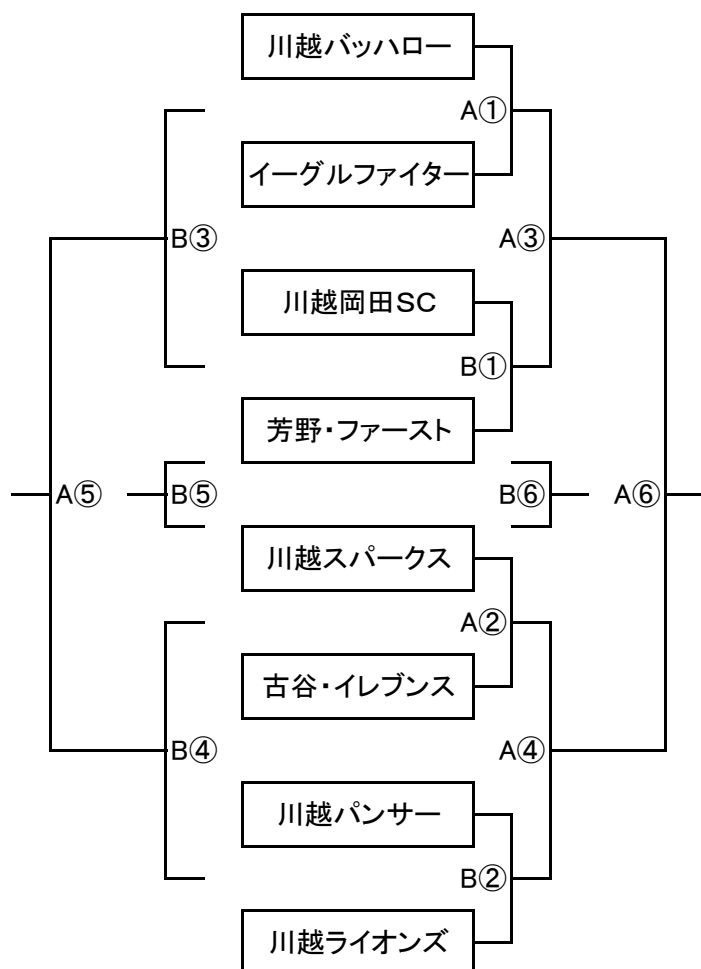 川越バッハロー
A①
イーグルファイター
B③
A③
川越岡田SC
B①
芳野・ファースト
A⑤
B⑤
B⑥
A⑥
川越スパークス
A②
古谷・イレブンス
B④
A④
川越パンサー
B②
川越ライオンズ